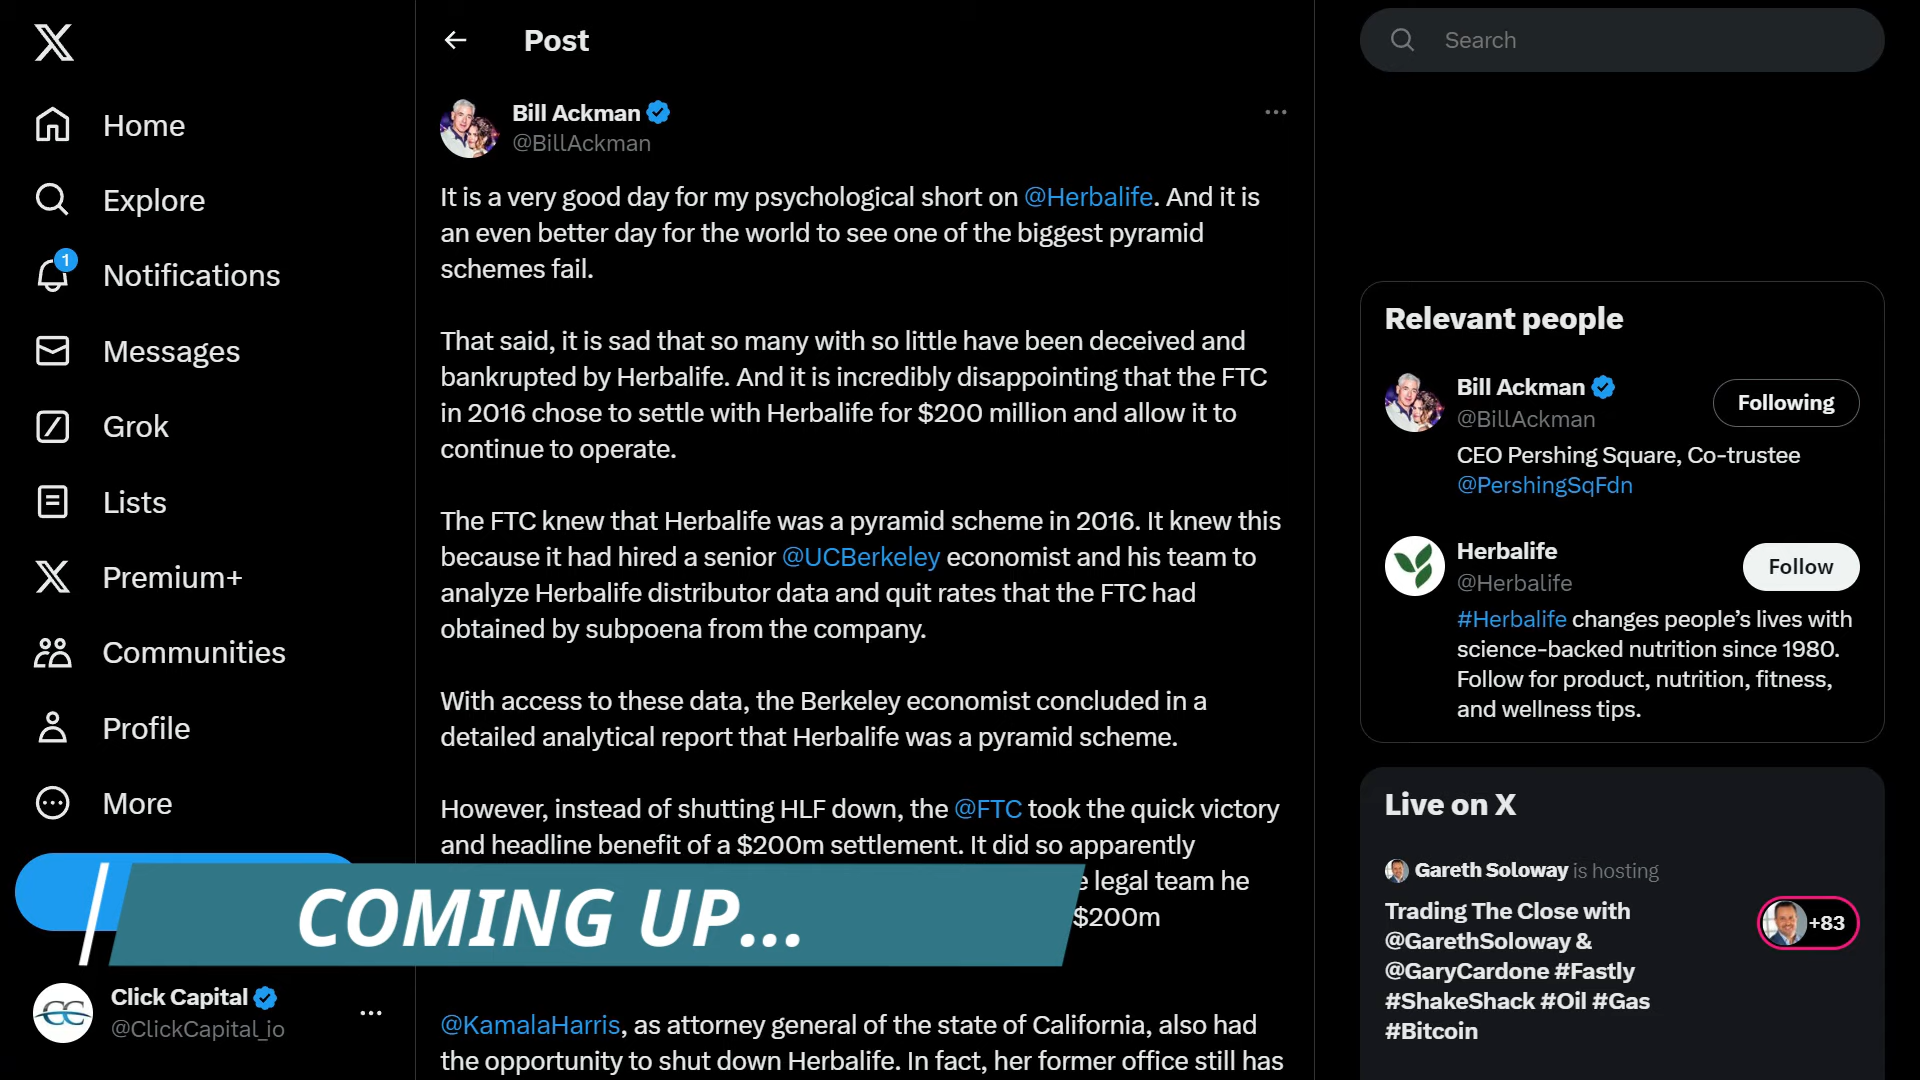 Home
Explore
1
Notifications
Messages
Grok
Lists
Premium+
Communities
Profile
More
Click Capital
@ClickCapital_io
Post
Bill Ackman
@BillAckman
It is a very good day for my psychological short on @Herbalife. And it is
an even better day for the world to see one of the biggest pyramid
schemes fail.
That said, it is sad that so many with so little have been deceived and
bankrupted by Herbalife. And it is incredibly disappointing that the FTC
in 2016 chose to settle with Herbalife for $200 million and allow it to
continue to operate.
The FTC knew that Herbalife was a pyramid scheme in 2016. It knew this
because it had hired a senior @UCBerkeley economist and his team to
analyze Herbalife distributor data and quit rates that the FTC had
obtained by subpoena from the company.
With access to these data, the Berkeley economist concluded in a
detailed analytical report that Herbalife was a pyramid scheme.
However, instead of shutting HLF down, the @FTC took the quick victory
and headline benefit of a $200m settlement. It did so apparently
legal team he
$200m
COMING UP...
@KamalaHarris, as attorney general of the state of California, also had
the opportunity to shut down Herbalife. In fact, her former office still has
Search
Relevant people
Bill Ackman
@BillAckman
Following
CEO Pershing Square, Co-trustee
@PershingSqFdn
Herbalife
@Herbalife
Follow
#Herbalife changes people’s lives with
science-backed nutrition since 1980.
Follow for product, nutrition, fitness,
and wellness tips.
Live on X
Gareth Soloway is hosting
Trading The Close with
@GarethSoloway &
@GaryCardone #Fastly
#ShakeShack #Oil #Gas
#Bitcoin
+83